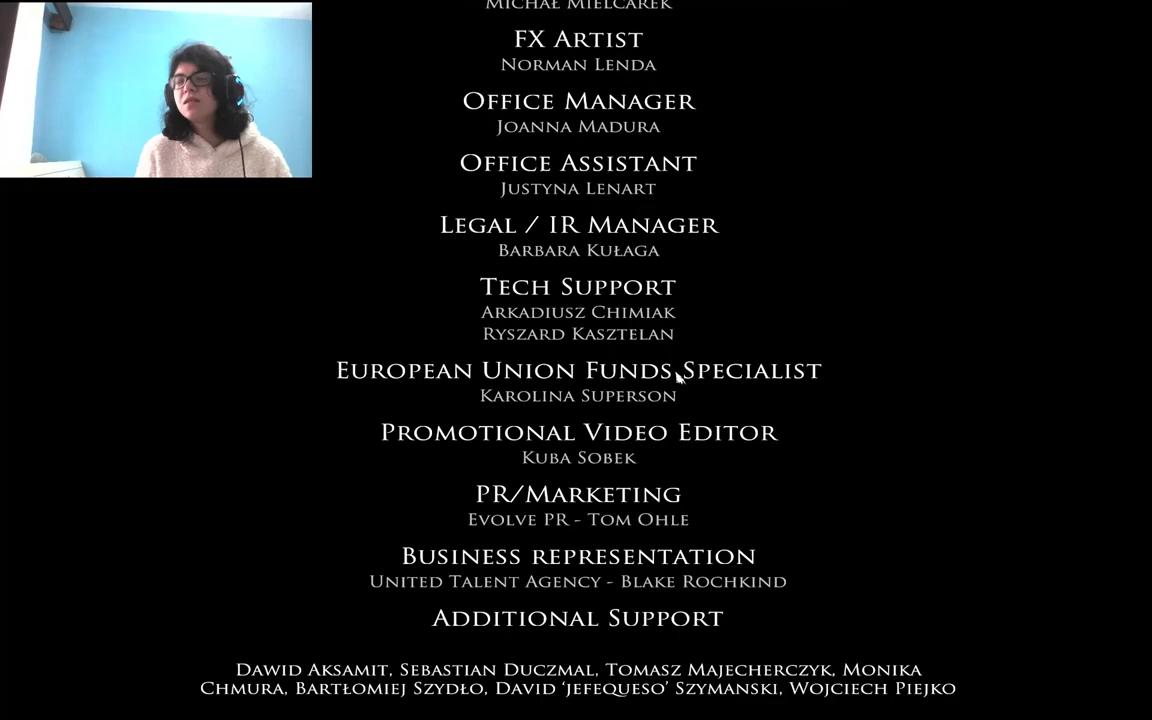 Michał Mielcarek
FX Artist
Norman Lenda
Office Manager
Joanna Madura
Office Assistant
Justyna Lenart
Legal / IR Manager
Barbara Kułaga
Tech Support
Arkadiusz Chimiak
Ryszard Kasztelan
European Union Funds Specialist
Karolina Superson
Promotional Video Editor
Kuba Sobek
PR/Marketing
Evolve PR - Tom Ohle
Business representation
United Talent Agency - Blake Rochkind
Additional Support
Dawid Aksamit, Sebastian Duczmal, Tomasz Majecherczyk, Monika
Chmura, Bartłomiej Szydło, David ‘jefequeso’ Szymanski, Wojciech Piejko